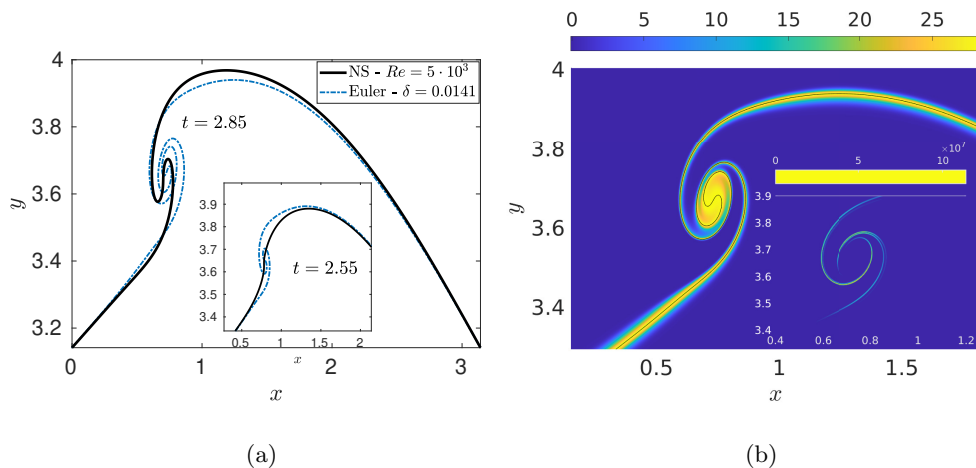 4
3.8
3.6
3.4
3.2
y
0
1
2
3
x
NS - Re = 5 · 10³
Euler - δ = 0.0141
t = 2.85
3.9
3.8
3.7
3.6
3.5
3.4
t = 2.55
0.5
1
1.5
2
x
(a)
0 5 10 15 20 25
4
3.8
3.6
3.4
y
0.5
1
1.5
x
×10⁷
0 5 10
3.9
3.8
3.7
3.6
3.5
3.4
0.4 0.6 0.8 1 1.2
(b)